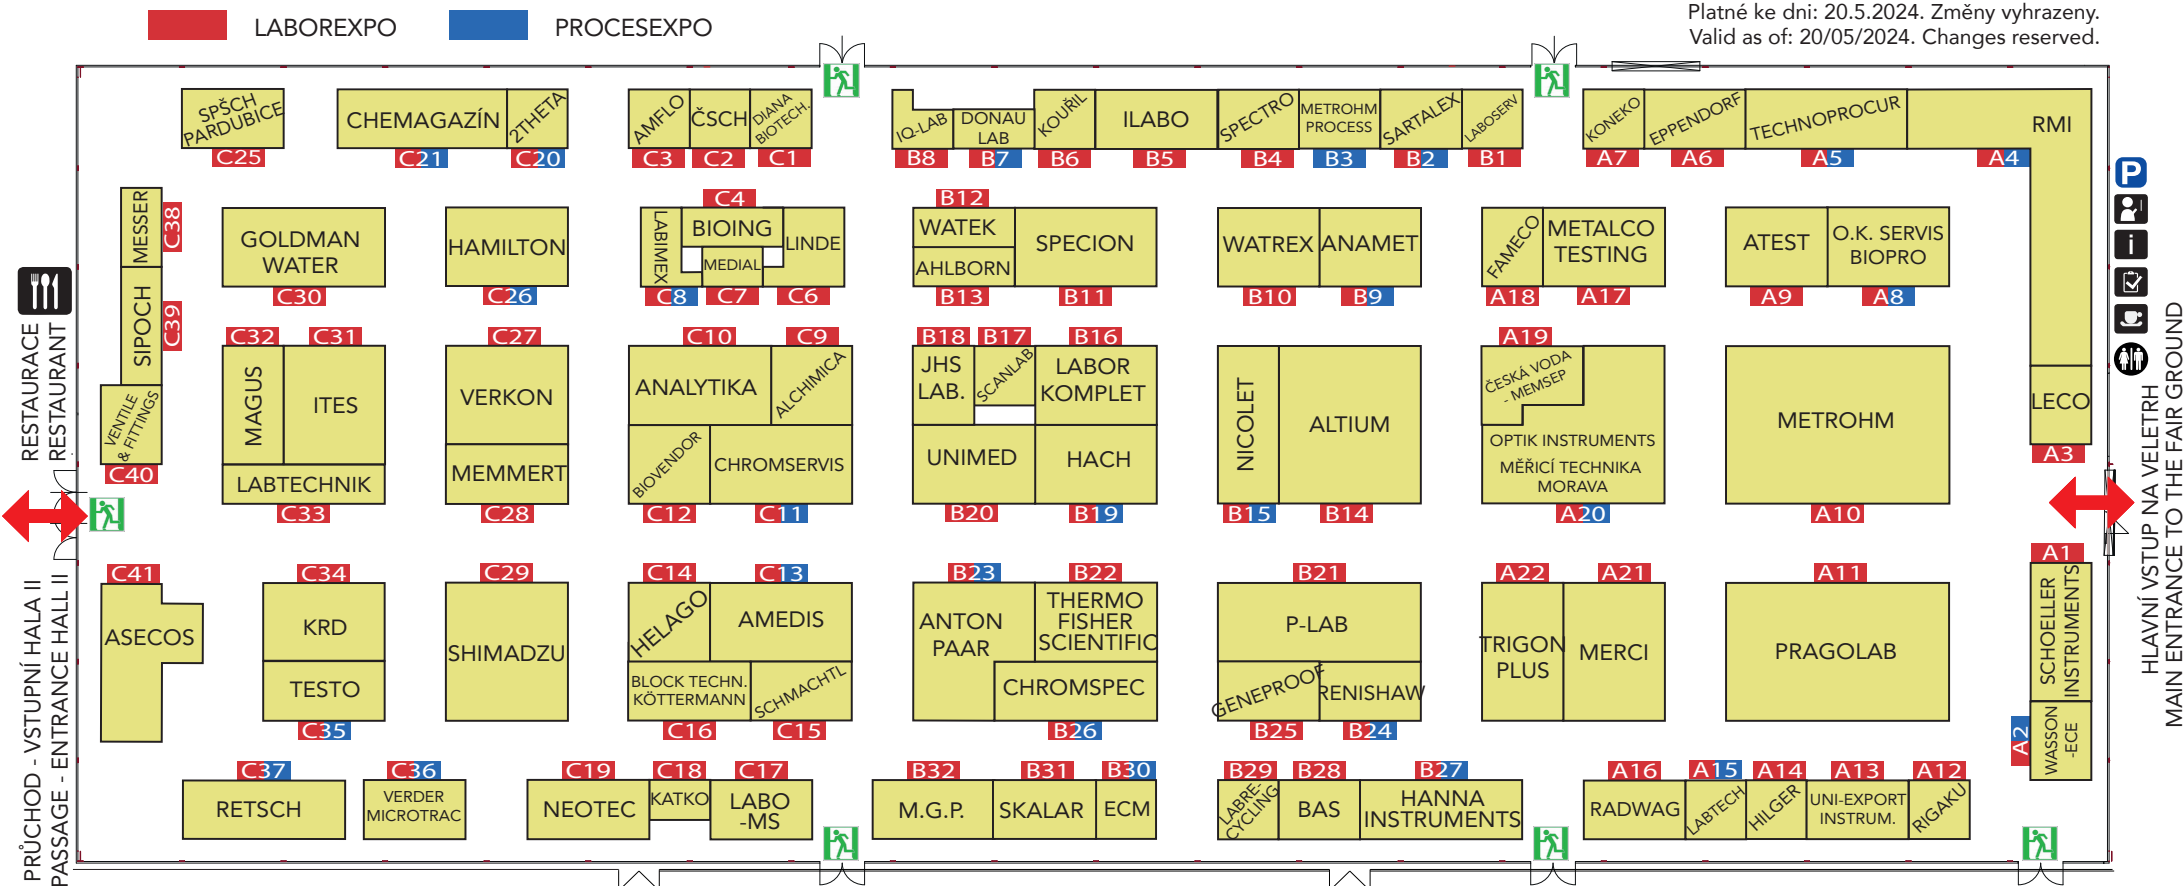 LABOREXPO
PROCESEXPO
Platné ke dni: 20.5.2024. Změny vyhrazeny.
Valid as of: 20/05/2024. Changes reserved.
SPŠCH
PARDUBICE
CHEMAGAZÍN
2THETA
AMFLO
ČSCH
DIANA
BIOTECH.
IQ-LAB
DONAU
LAB
KOUŘIL
ILABO
SPECTRO
METROHM
PROCESS
SARTALEX
LABOSERV
KONEKO
EPPENDORF
TECHNOPROCUR
RMI
C25
C21
C20
C3
C2
C1
B8
B7
B6
B5
B4
B3
B2
B1
A7
A6
A5
A4
P
i
MESSER
C38
SIPOCH
C39
VENTILE
& FITTINGS
C40
GOLDMAN
WATER
C30
HAMILTON
C26
C4
LABIMEX
BIOING
MEDIAL
LINDE
C8
C7
C6
B12
WATEK
AHLBORN
SPECION
B13
B11
WATREX
ANAMET
B10
B9
FAMECO
METALCO
TESTING
A18
A17
ATEST
O.K. SERVIS
BIOPRO
A9
A8
RESTAURACE
RESTAURANT
C32
C31
MAGUS
ITES
LABTECHNIK
C33
C27
VERKON
MEMMERT
C28
C10
C9
ANALYTIKA
ALCHIMICA
BIOVENDOR
CHROMSERVIS
C12
C11
B18
B17
B16
JHS
LAB.
SCANLAB
LABOR
KOMPLET
UNIMED
HACH
B20
B19
NICOLET
ALTIUM
B15
B14
A19
ČESKÁ VODA
- MEMSEP
OPTIK INSTRUMENTS
MĚŘICÍ TECHNIKA
MORAVA
A20
METROHM
A10
LECO
A3
HLAVNÍ VSTUP NA VELETRH
MAIN ENTRANCE TO THE FAIR GROUND
PRŮCHOD - VSTUPNÍ HALA II
PASSAGE - ENTRANCE HALL II
C41
ASECOS
C34
KRD
TESTO
C35
C29
SHIMADZU
C14
C13
HELAGO
AMEDIS
BLOCK TECHN.
KÖTTERMANN
SCHMACHTL
C16
C15
B23
B22
ANTON
PAAR
THERMO
FISHER
SCIENTIFIC
CHROMSPEC
B26
B21
P-LAB
GENEPROOF
RENISHAW
B25
B24
A22
A21
TRIGON
PLUS
MERCI
A11
PRAGOLAB
A1
SCHOELLER
INSTRUMENTS
A2
WASSON
-ECE
C37
RETSCH
C36
VERDER
MICROTRAC
C19
C18
C17
NEOTEC
KATKO
LABO
-MS
B32
B31
B30
M.G.P.
SKALAR
ECM
B29
B28
B27
LABRE-
CYCLING
BAS
HANNA
INSTRUMENTS
A16
A15
A14
A13
A12
RADWAG
LABTECH
HILGER
UNI-EXPORT
INSTRUM.
RIGAKU